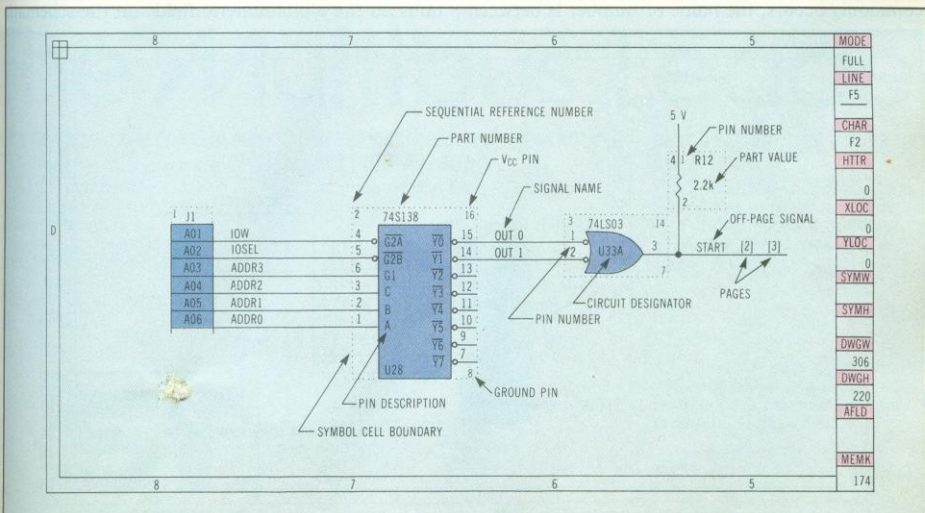 8 7 6 5
MODE
FULL
LINE
F5
CHAR
F2
HTTR
0
XLOC
0
YLOC
0
SYMW
SYMH
DWGW
306
DWGH
220
AFLD
MEMK
174
D
SEQUENTIAL REFERENCE NUMBER
PART NUMBER
VCC PIN
SIGNAL NAME
5 V
PIN NUMBER
4 1 R12
PART VALUE
2.2k
2
OFF-PAGE SIGNAL
START [2] [3]
PAGES
1 J1
A01 IOW
A02 IOSEL
A03 ADDR3
A04 ADDR2
A05 ADDR1
A06 ADDR0
2 74S138 16
4 G2A Y0 15 OUT 0
5 G2B Y1 14 OUT 1
6 G1 Y2 13
3 C Y3 12
2 B Y4 11
1 A Y5 10
Y6 9
Y7 7
U28 8
3 74LS03 14
1
2 U33A 3
7
CIRCUIT DESIGNATOR
PIN NUMBER
GROUND PIN
PIN DESCRIPTION
SYMBOL CELL BOUNDARY
8 7 6 5